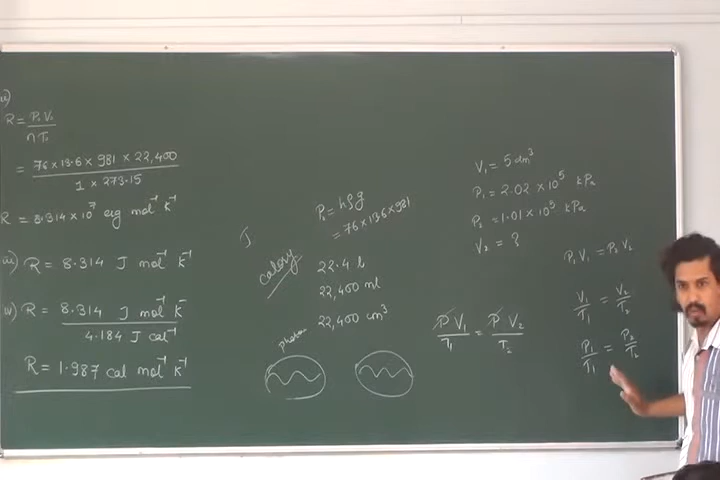 ii)
R = P₀V₀ / nT₀
= 76 × 13.6 × 981 × 22,400 / 1 × 273.15
R = 8.314 × 10⁷ erg mol⁻¹ K⁻¹
iii) R = 8.314 J mol⁻¹ K⁻¹
iv) R = 8.314 J mol⁻¹ K⁻¹ / 4.184 J cal⁻¹
R = 1.987 cal mol⁻¹ K⁻¹
J
calory
P₀ = hρg
= 76×13.6×981
22.4 l
22,400 ml
22,400 cm³
V₁ = 5 dm³
P₁ = 2.02 × 10⁵ kPa
P₂ = 1.01 × 10⁵ kPa
V₂ = ?
P V₁ / T₁ = P V₂ / T₂
P₁V₁ = P₂V₂
V₁ / T₁ = V₂ / T₂
P₁ / T₁ = P₂ / T₂